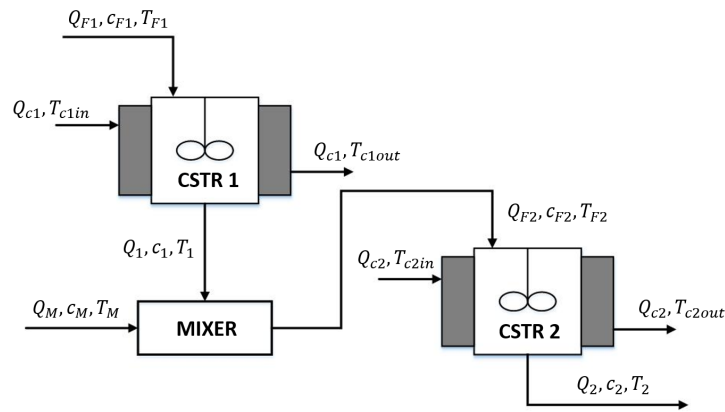 Q_{F1}, c_{F1}, T_{F1}
Q_{c1}, T_{c1in}
Q_{c1}, T_{c1out}
CSTR 1
Q_{F2}, c_{F2}, T_{F2}
Q_1, c_1, T_1
Q_{c2}, T_{c2in}
Q_M, c_M, T_M
MIXER
Q_{c2}, T_{c2out}
CSTR 2
Q_2, c_2, T_2